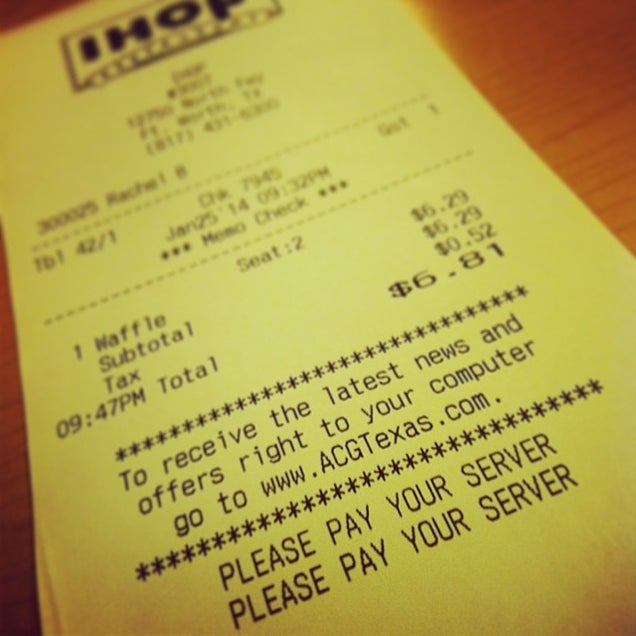 IHOP
RESTAURANT
IHOP
#3007
12750 North Fwy
Ft. Worth, TX
(817) 431-6300
300025 Rachel B
Tbl 42/1 Chk 7945 Gst 1
Jan25'14 09:32PM
*** Memo Check ***
Seat:2
1 Waffle $6.29
Subtotal $6.29
Tax $0.52
09:47PM Total $6.81
To receive the latest news and
offers right to your computer
go to www.ACGTexas.com.
PLEASE PAY YOUR SERVER
PLEASE PAY YOUR SERVER